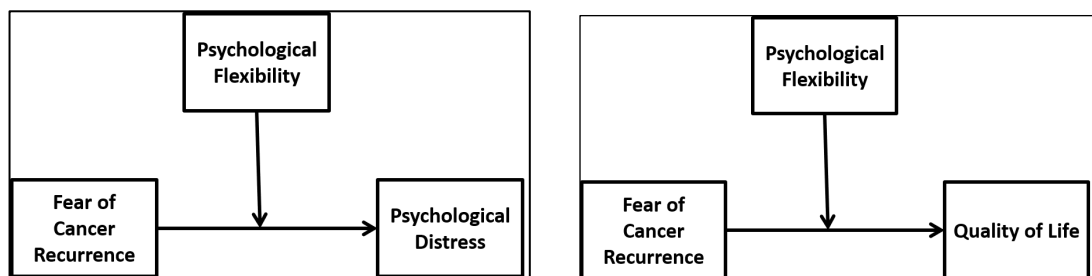 Psychological
Flexibility
Fear of
Cancer
Recurrence
Psychological
Distress
Psychological
Flexibility
Fear of
Cancer
Recurrence
Quality of Life